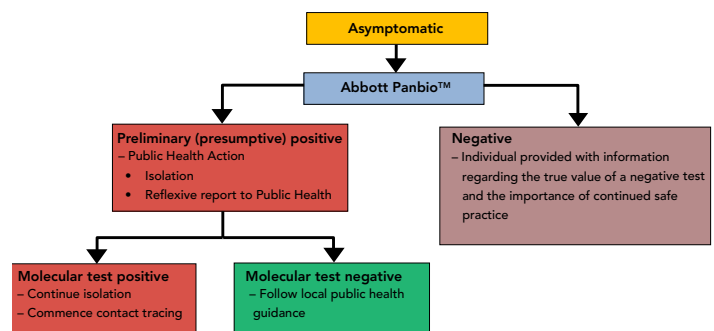 Asymptomatic
Abbott Panbio™
Preliminary (presumptive) positive
– Public Health Action
• Isolation
• Reflexive report to Public Health
Negative
– Individual provided with information
regarding the true value of a negative test
and the importance of continued safe
practice
Molecular test positive
– Continue isolation
– Commence contact tracing
Molecular test negative
– Follow local public health
guidance